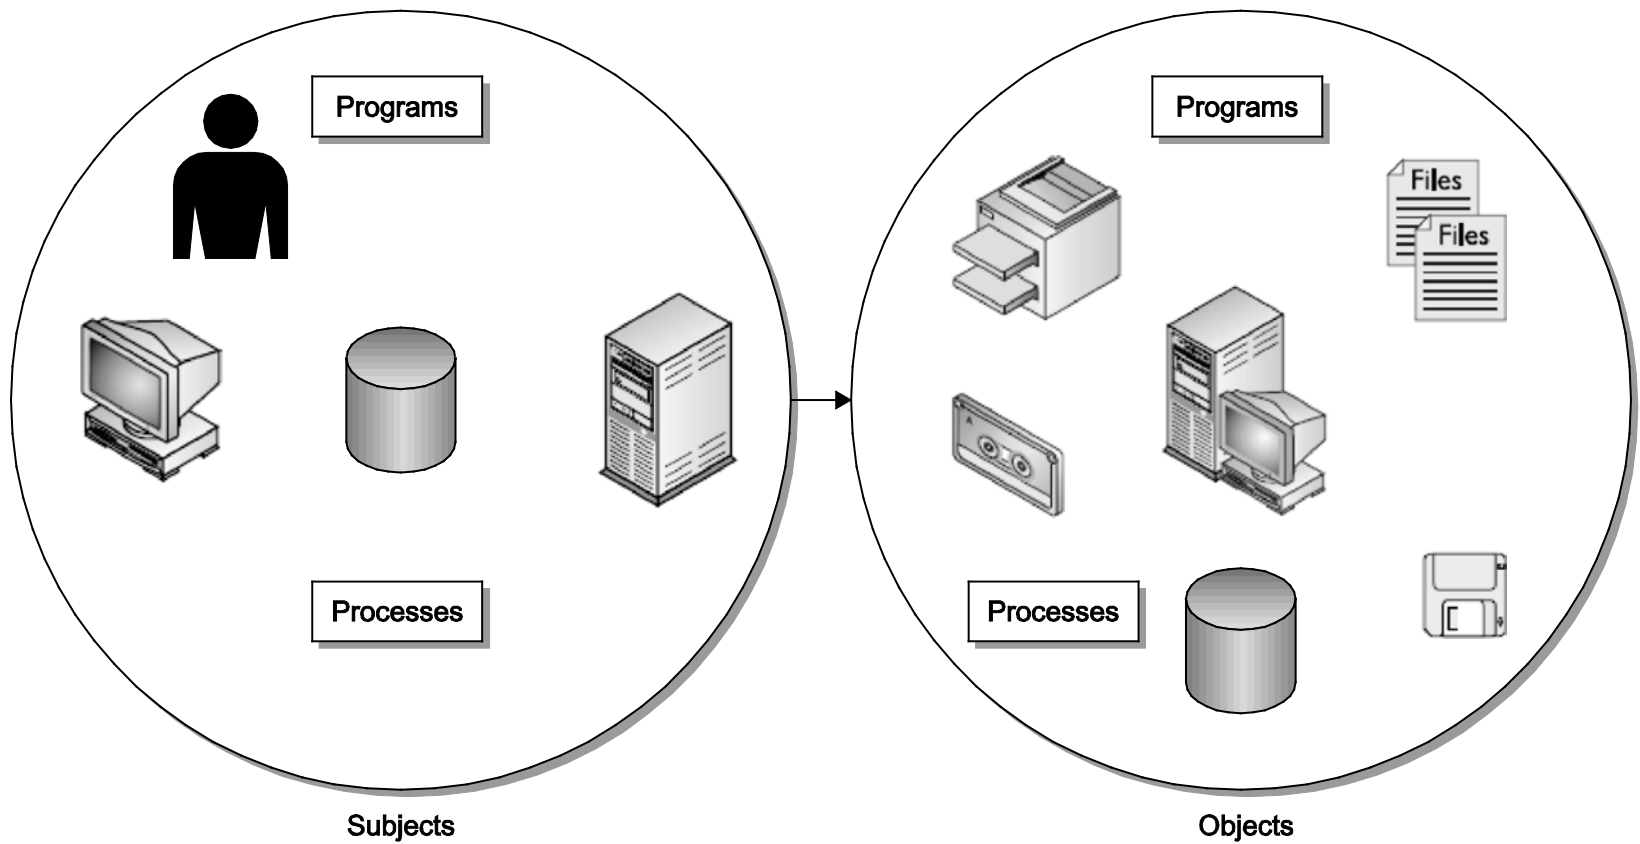 Programs
Processes
Subjects
Programs
Files
Files
A
Processes
Objects